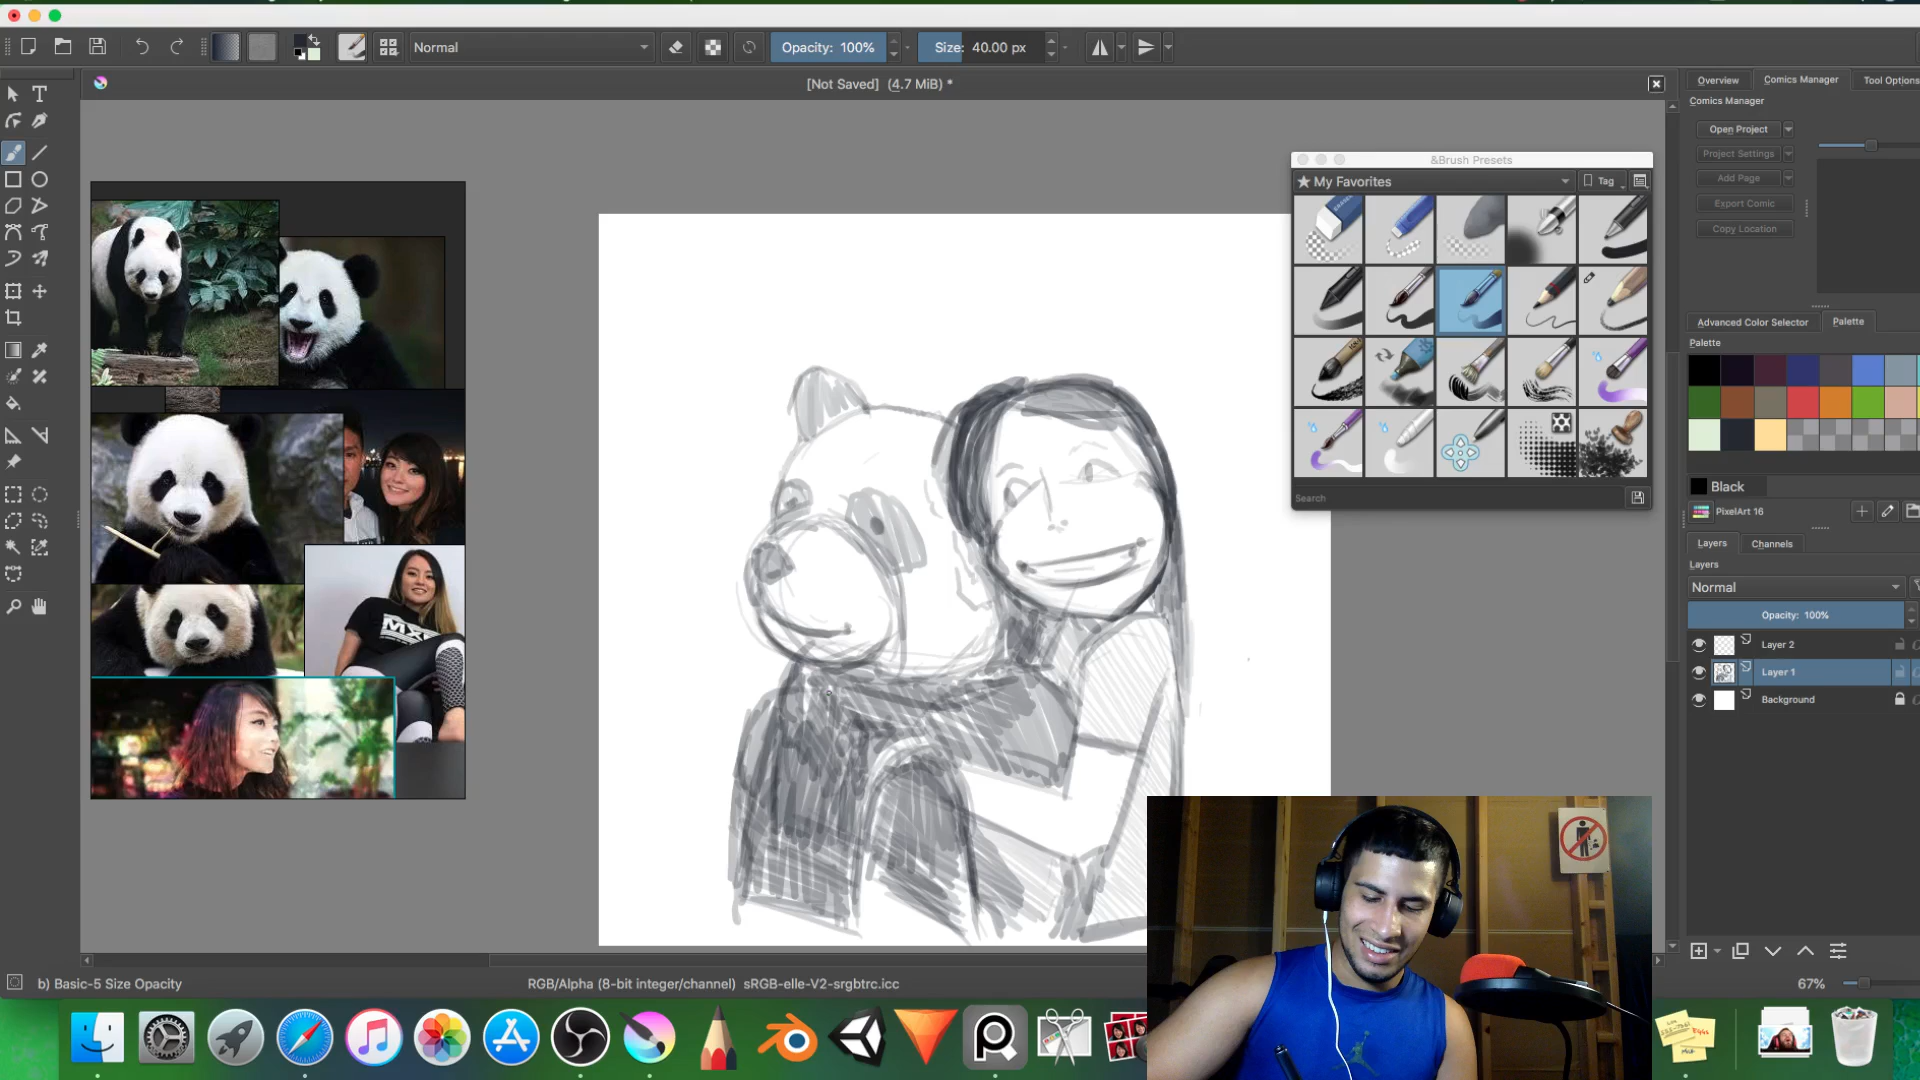 Normal
Opacity: 100%
Size: 40.00 px
[Not Saved] (4.7 MiB) *
Overview
Comics Manager
Tool Options
Comics Manager
Open Project
Project Settings
Add Page
Export Comic
Copy Location
&Brush Presets
My Favorites
Tag
Search
Advanced Color Selector
Palette
Palette
Black
PixelArt 16
Layers
Channels
Layers
Normal
Opacity: 100%
Layer 2
Layer 1
Background
67%
b) Basic-5 Size Opacity
RGB/Alpha (8-bit integer/channel) sRGB-elle-V2-srgbtrc.icc